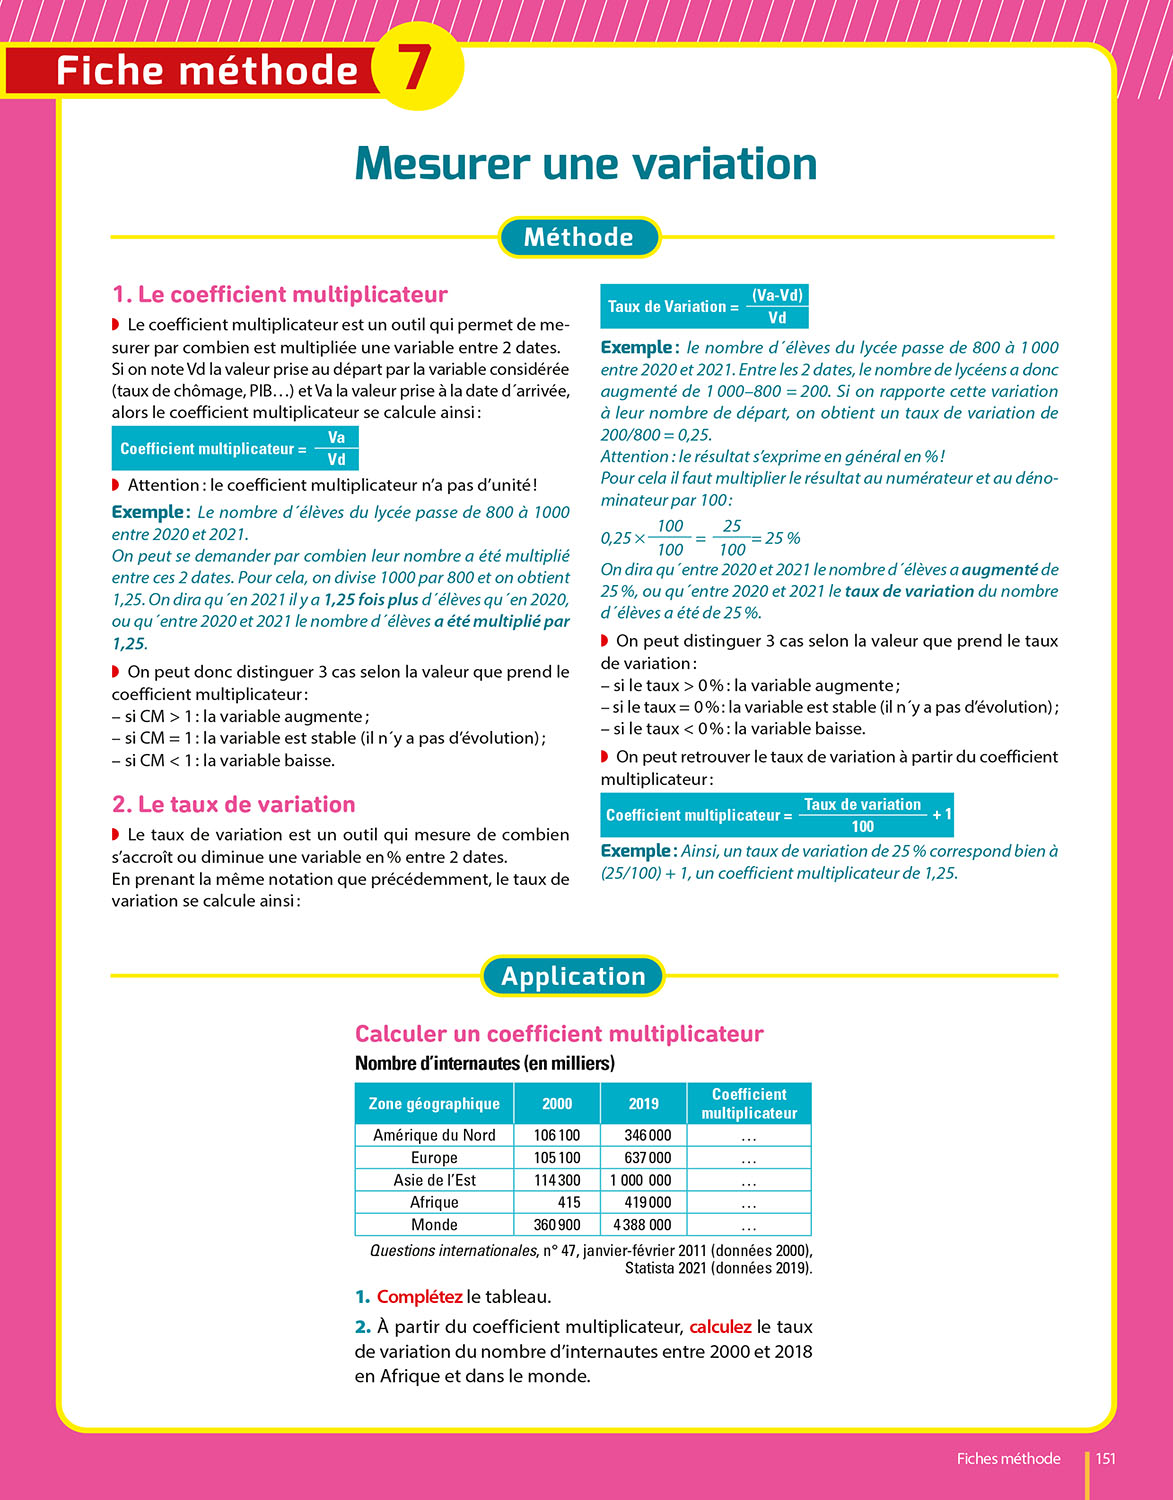 Fiche méthode 7
Mesurer une variation
Méthode
1. Le coefficient multiplicateur
Le coefficient multiplicateur est un outil qui permet de me-
surer par combien est multipliée une variable entre 2 dates.
Si on note Vd la valeur prise au départ par la variable considérée
(taux de chômage, PIB…) et Va la valeur prise à la date d´arrivée,
alors le coefficient multiplicateur se calcule ainsi :
Coefficient multiplicateur = Va / Vd
Attention : le coefficient multiplicateur n’a pas d’unité !
Exemple : Le nombre d´élèves du lycée passe de 800 à 1000
entre 2020 et 2021.
On peut se demander par combien leur nombre a été multiplié
entre ces 2 dates. Pour cela, on divise 1000 par 800 et on obtient
1,25. On dira qu´en 2021 il y a 1,25 fois plus d´élèves qu´en 2020,
ou qu´entre 2020 et 2021 le nombre d´élèves a été multiplié par
1,25.
On peut donc distinguer 3 cas selon la valeur que prend le
coefficient multiplicateur :
– si CM > 1 : la variable augmente ;
– si CM = 1 : la variable est stable (il n´y a pas d’évolution) ;
– si CM < 1 : la variable baisse.
2. Le taux de variation
Le taux de variation est un outil qui mesure de combien
s’accroît ou diminue une variable en % entre 2 dates.
En prenant la même notation que précédemment, le taux de
variation se calcule ainsi :
Taux de Variation = (Va-Vd) / Vd
Exemple : le nombre d´élèves du lycée passe de 800 à 1 000
entre 2020 et 2021. Entre les 2 dates, le nombre de lycéens a donc
augmenté de 1 000–800 = 200. Si on rapporte cette variation
à leur nombre de départ, on obtient un taux de variation de
200/800 = 0,25.
Attention : le résultat s’exprime en général en % !
Pour cela il faut multiplier le résultat au numérateur et au déno-
minateur par 100 :
0,25 × 100 / 100 = 25 / 100 = 25 %
On dira qu´entre 2020 et 2021 le nombre d´élèves a augmenté de
25 %, ou qu´entre 2020 et 2021 le taux de variation du nombre
d´élèves a été de 25 %.
On peut distinguer 3 cas selon la valeur que prend le taux
de variation :
– si le taux > 0 % : la variable augmente ;
– si le taux = 0 % : la variable est stable (il n´y a pas d’évolution) ;
– si le taux < 0 % : la variable baisse.
On peut retrouver le taux de variation à partir du coefficient
multiplicateur :
Coefficient multiplicateur = Taux de variation / 100 + 1
Exemple : Ainsi, un taux de variation de 25 % correspond bien à
(25/100) + 1, un coefficient multiplicateur de 1,25.
Application
Calculer un coefficient multiplicateur
Nombre d’internautes (en milliers)
Zone géographique 2000 2019 Coefficient multiplicateur
Amérique du Nord 106 100 346 000 …
Europe 105 100 637 000 …
Asie de l’Est 114 300 1 000 000 …
Afrique 415 419 000 …
Monde 360 900 4 388 000 …
Questions internationales, n° 47, janvier-février 2011 (données 2000),
Statista 2021 (données 2019).
1. Complétez le tableau.
2. À partir du coefficient multiplicateur, calculez le taux
de variation du nombre d’internautes entre 2000 et 2018
en Afrique et dans le monde.
Fiches méthode 151